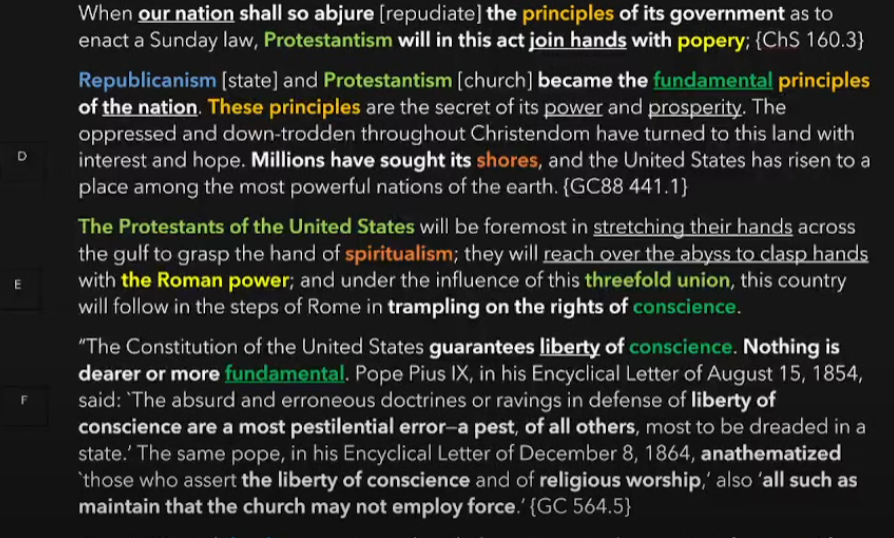 When our nation shall so abjure [repudiate] the principles of its government as to
enact a Sunday law, Protestantism will in this act join hands with popery; {ChS 160.3}
Republicanism [state] and Protestantism [church] became the fundamental principles
of the nation. These principles are the secret of its power and prosperity. The
oppressed and down-trodden throughout Christendom have turned to this land with
D
interest and hope. Millions have sought its shores, and the United States has risen to a
place among the most powerful nations of the earth. {GC88 441.1}
The Protestants of the United States will be foremost in stretching their hands across
the gulf to grasp the hand of spiritualism; they will reach over the abyss to clasp hands
E
with the Roman power; and under the influence of this threefold union, this country
will follow in the steps of Rome in trampling on the rights of conscience.
“The Constitution of the United States guarantees liberty of conscience. Nothing is
dearer or more fundamental. Pope Pius IX, in his Encyclical Letter of August 15, 1854,
F
said: `The absurd and erroneous doctrines or ravings in defense of liberty of
conscience are a most pestilential error—a pest, of all others, most to be dreaded in a
state.’ The same pope, in his Encyclical Letter of December 8, 1864, anathematized
`those who assert the liberty of conscience and of religious worship,’ also ‘all such as
maintain that the church may not employ force.’ {GC 564.5}